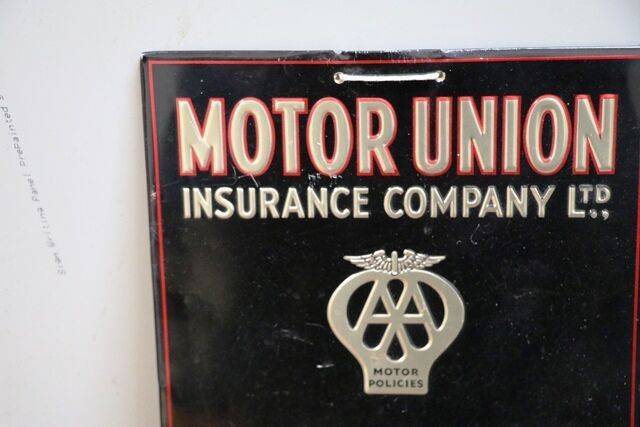 MOTOR UNION
INSURANCE COMPANY LTD.,
AA
MOTOR
POLICIES